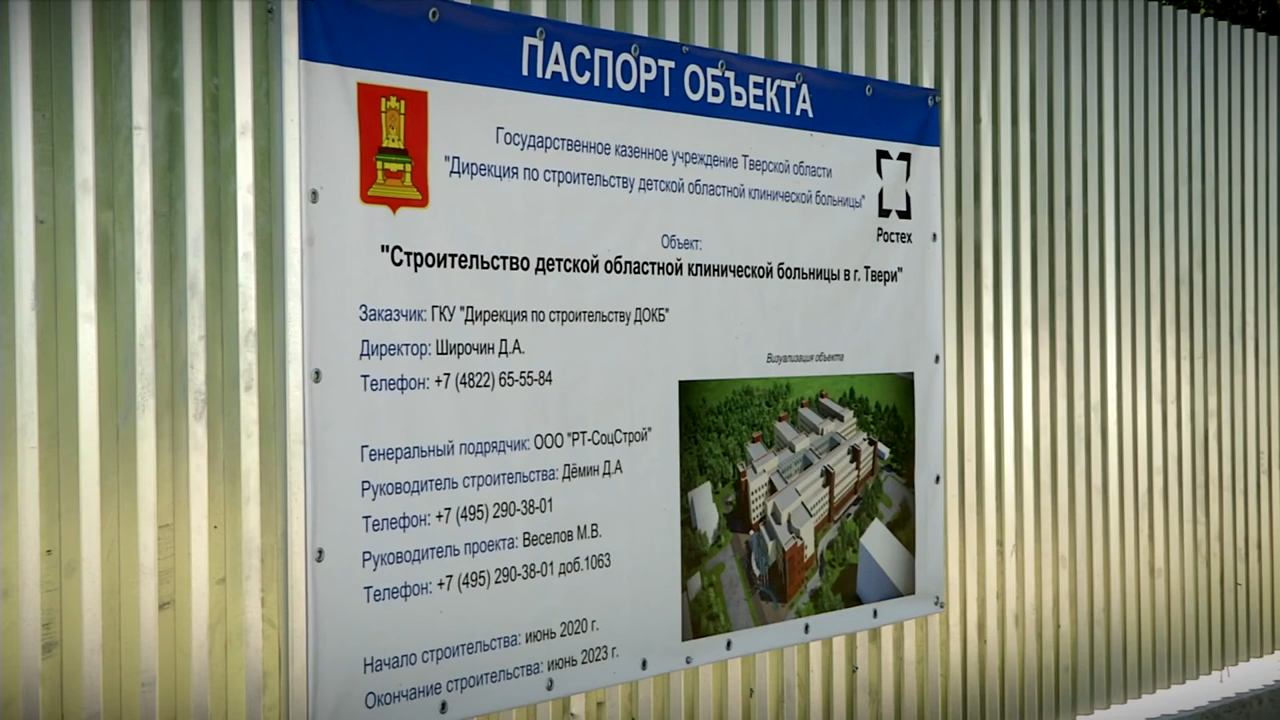 ПАСПОРТ ОБЪЕКТА
Государственное казенное учреждение Тверской области
"Дирекция по строительству детской областной клинической больницы"
Ростех
Объект:
"Строительство детской областной клинической больницы в г. Твери"
Заказчик: ГКУ "Дирекция по строительству ДОКБ"
Директор: Широчин Д.А.
Телефон: +7 (4822) 65-55-84
Визуализация объекта
Генеральный подрядчик: ООО "РТ-СоцСтрой"
Руководитель строительства: Дёмин Д.А
Телефон: +7 (495) 290-38-01
Руководитель проекта: Веселов М.В.
Телефон: +7 (495) 290-38-01 доб.1063
Начало строительства: июнь 2020 г.
Окончание строительства: июнь 2023 г.